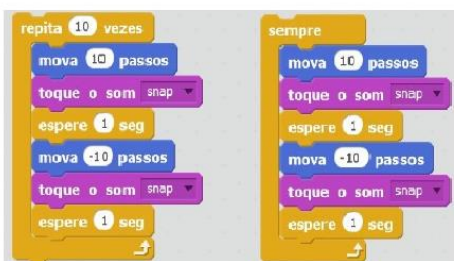 repita 10 vezes
mova 10 passos
toque o som snap
espere 1 seg
mova -10 passos
toque o som snap
espere 1 seg
sempre
mova 10 passos
toque o som snap
espere 1 seg
mova -10 passos
toque o som snap
espere 1 seg